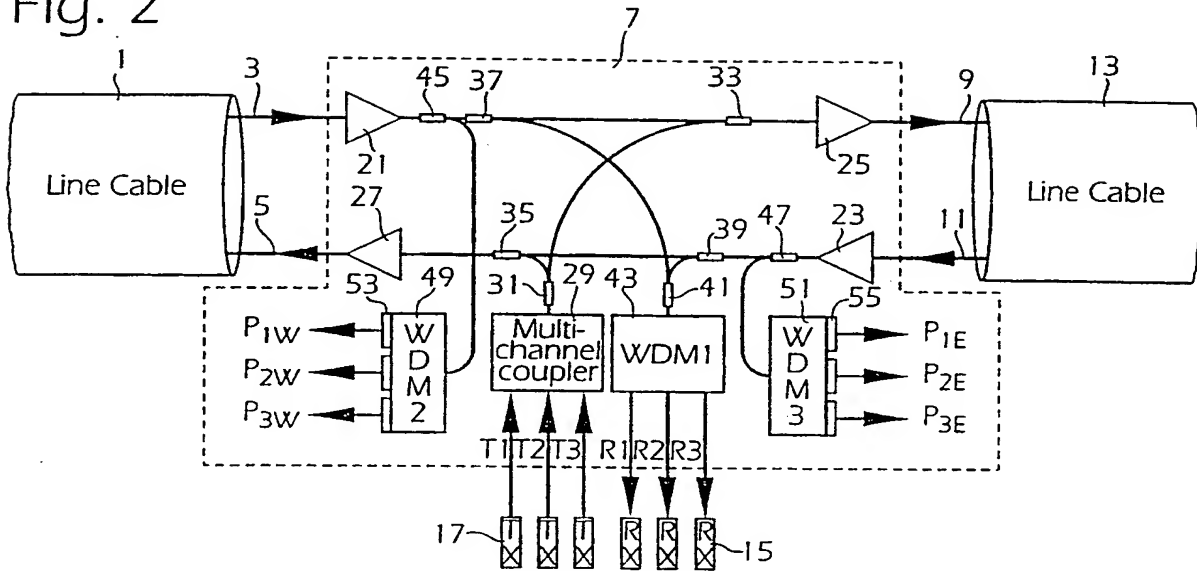 Fig. 2
7
1
3
45
37
33
9
13
21
25
Line Cable
Line Cable
5
27
35
39
47
23
11
31
29
43
41
53
49
51
55
P1W
P2W
P3W
WDM2
Multi-
channel
coupler
WDM1
WDM3
P1E
P2E
P3E
T1 T2 T3 R1 R2 R3
17
T T T R R R
15